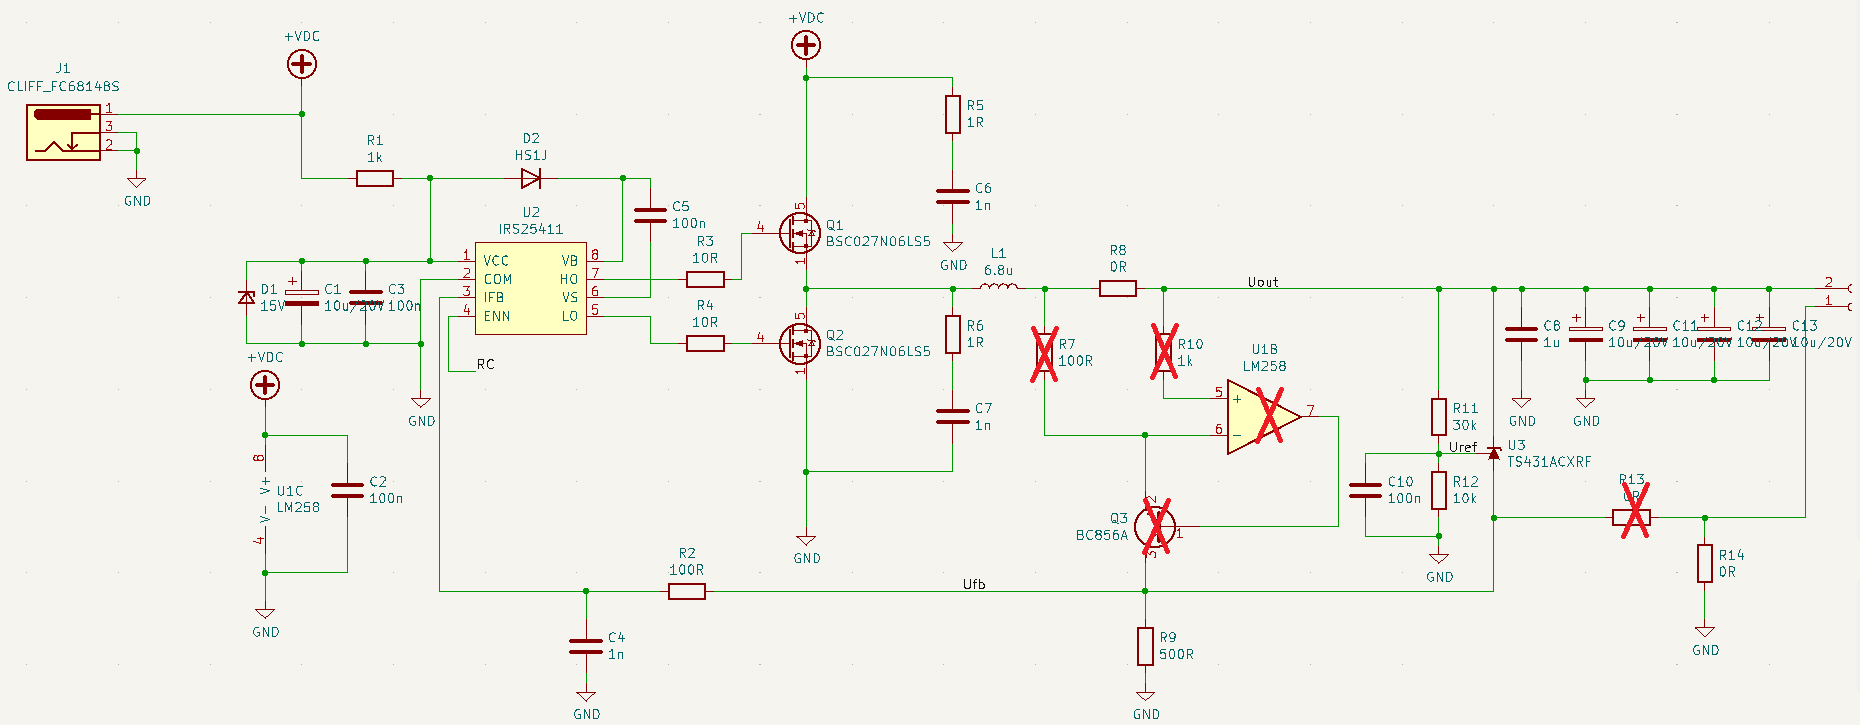 +VDC
J1
CLIFF_FC68148S
1
3
2
GND
+VDC
R1
1k
D2
HS1J
U2
IRS25411
1 VCC
2 COM
3 IFB
4 ENN
VB 8
HO 7
VS 6
LO 5
RC
C5
100n
R3
10R
R4
10R
D1
15V
C1
10u/20V
C3
100n
GND
+VDC
8
V+
U1C
LM258
V-
4
C2
100n
GND
5
4
1
Q1
BSC027N06LS5
5
4
1
Q2
BSC027N06LS5
GND
R5
1R
C6
1n
GND
L1
6.8u
R6
1R
C7
1n
R8
0R
Uout
R7
100R
R10
1k
U1B
LM258
5
+
6
−
7
Q3
BC856A
2
1
3
R2
100R
Ufb
C4
1n
GND
R9
500R
GND
R11
30k
Uref
U3
TS431ACXRF
C10
100n
R12
10k
GND
C8
1u
GND
C9
10u/20V
C11
10u/20V
C12
10u/20V
C13
10u/20V
GND
2
1
R13
0R
R14
0R
GND